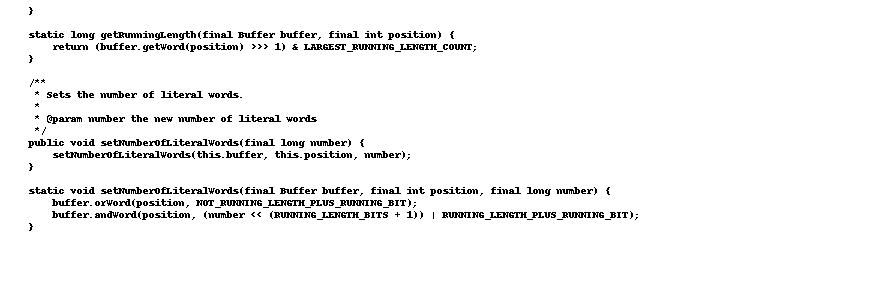 }
static long getRunningLength(final Buffer buffer, final int position) {
return (buffer.getWord(position) >>> 1) & LARGEST_RUNNING_LENGTH_COUNT;
}
/**
* Sets the number of literal words.
*
* @param number the new number of literal words
*/
public void setNumberOfLiteralWords(final long number) {
setNumberOfLiteralWords(this.buffer, this.position, number);
}
static void setNumberOfLiteralWords(final Buffer buffer, final int position, final long number) {
buffer.orWord(position, NOT_RUNNING_LENGTH_PLUS_RUNNING_BIT);
buffer.andWord(position, (number << (RUNNING_LENGTH_BITS + 1)) | RUNNING_LENGTH_PLUS_RUNNING_BIT);
}